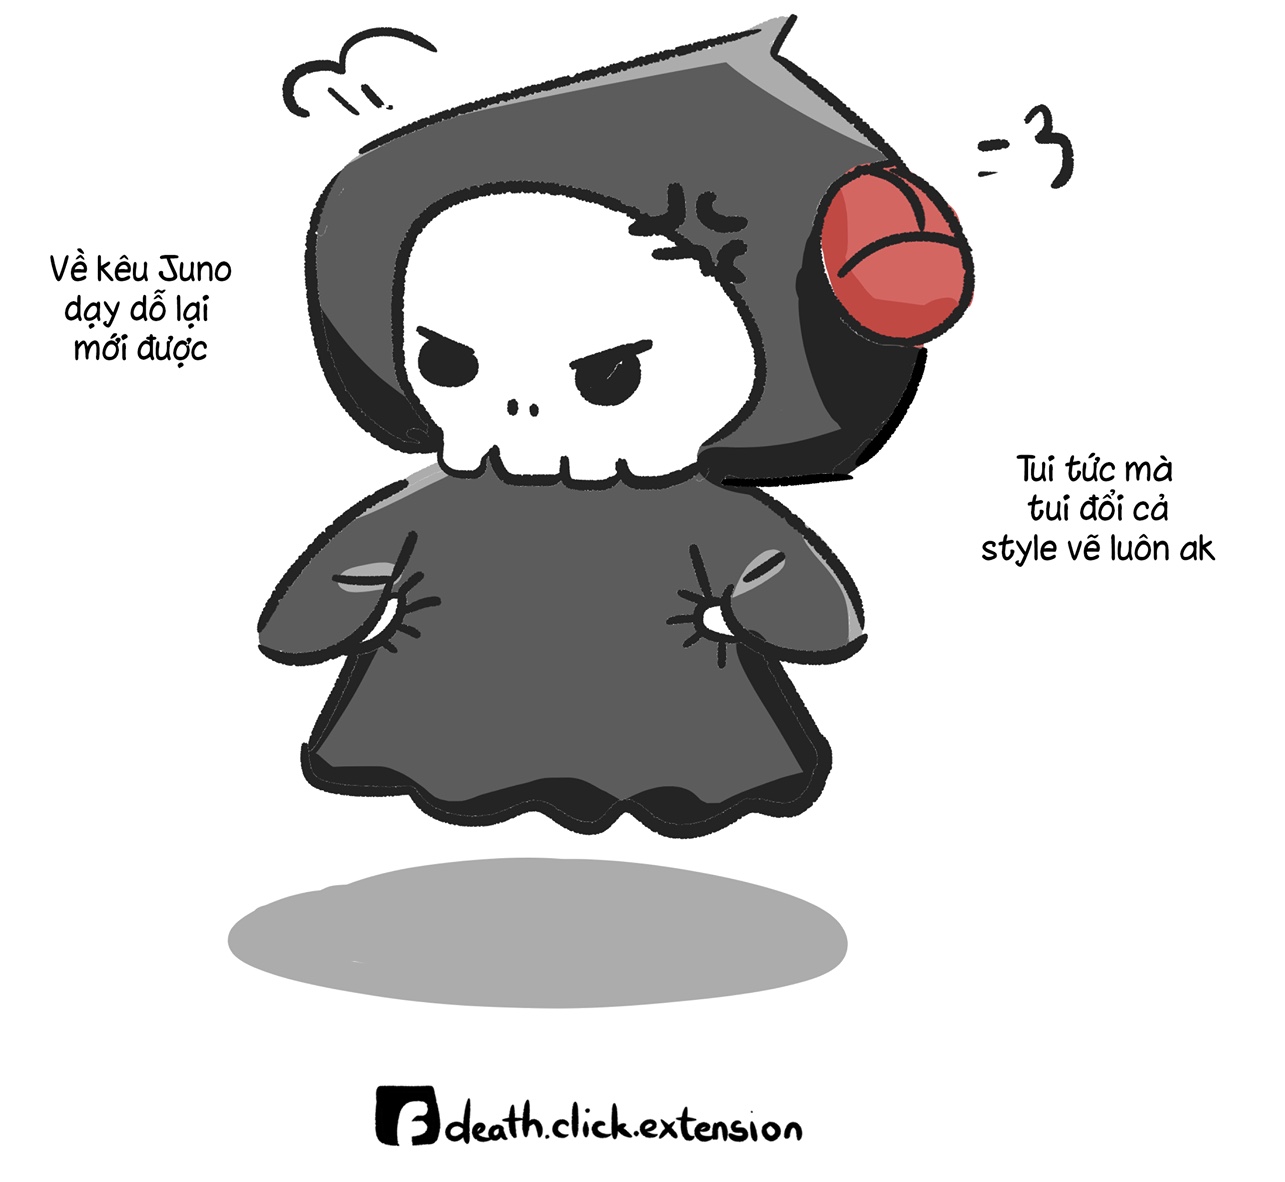 Về kêu Juno
dạy dỗ lại
mới được
Tui tức mà
tui đổi cả
style vẽ luôn ak
death.click.extension